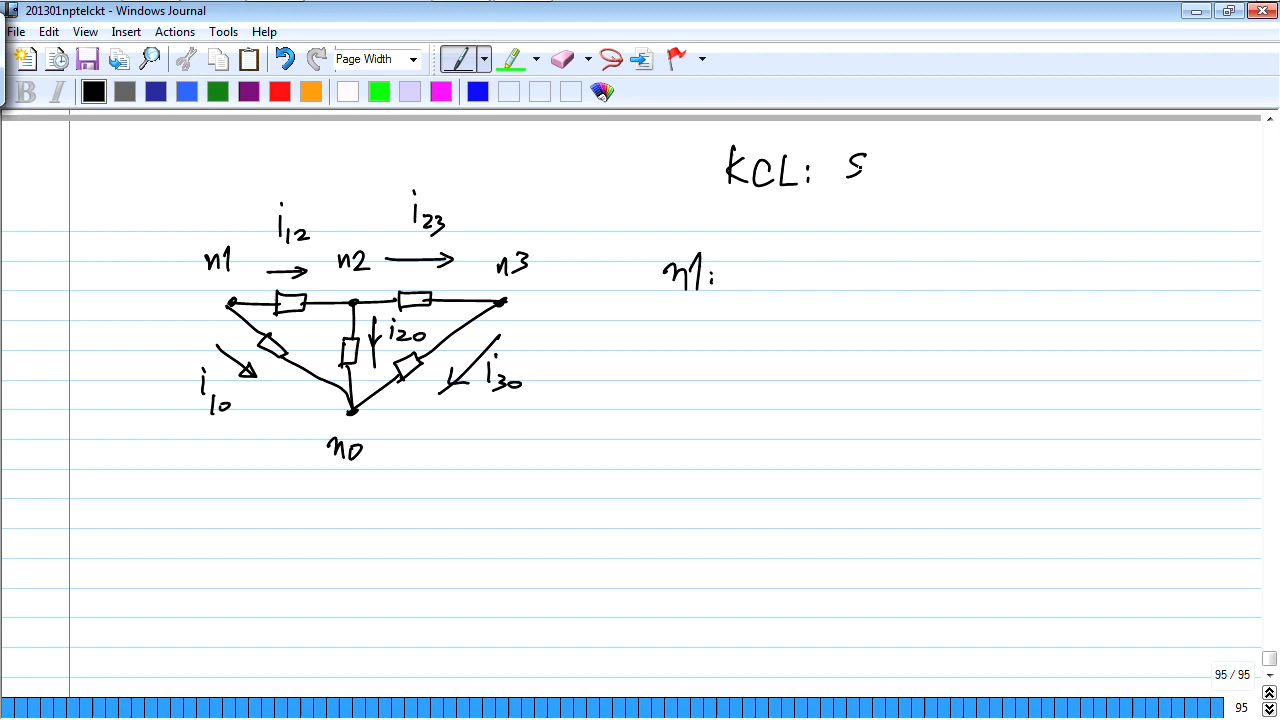 201301nptelckt - Windows Journal
File Edit View Insert Actions Tools Help
Page Width
B I
KCL: S
i23
i12
n1 n2 n3
n1:
i20
i30
i10
n0
95 / 95
95